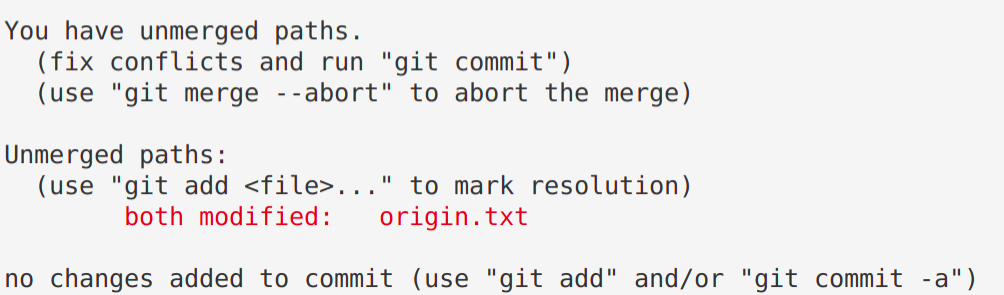 You have unmerged paths.
(fix conflicts and run "git commit")
(use "git merge --abort" to abort the merge)
Unmerged paths:
(use "git add <file>..." to mark resolution)
both modified: origin.txt
no changes added to commit (use "git add" and/or "git commit -a")